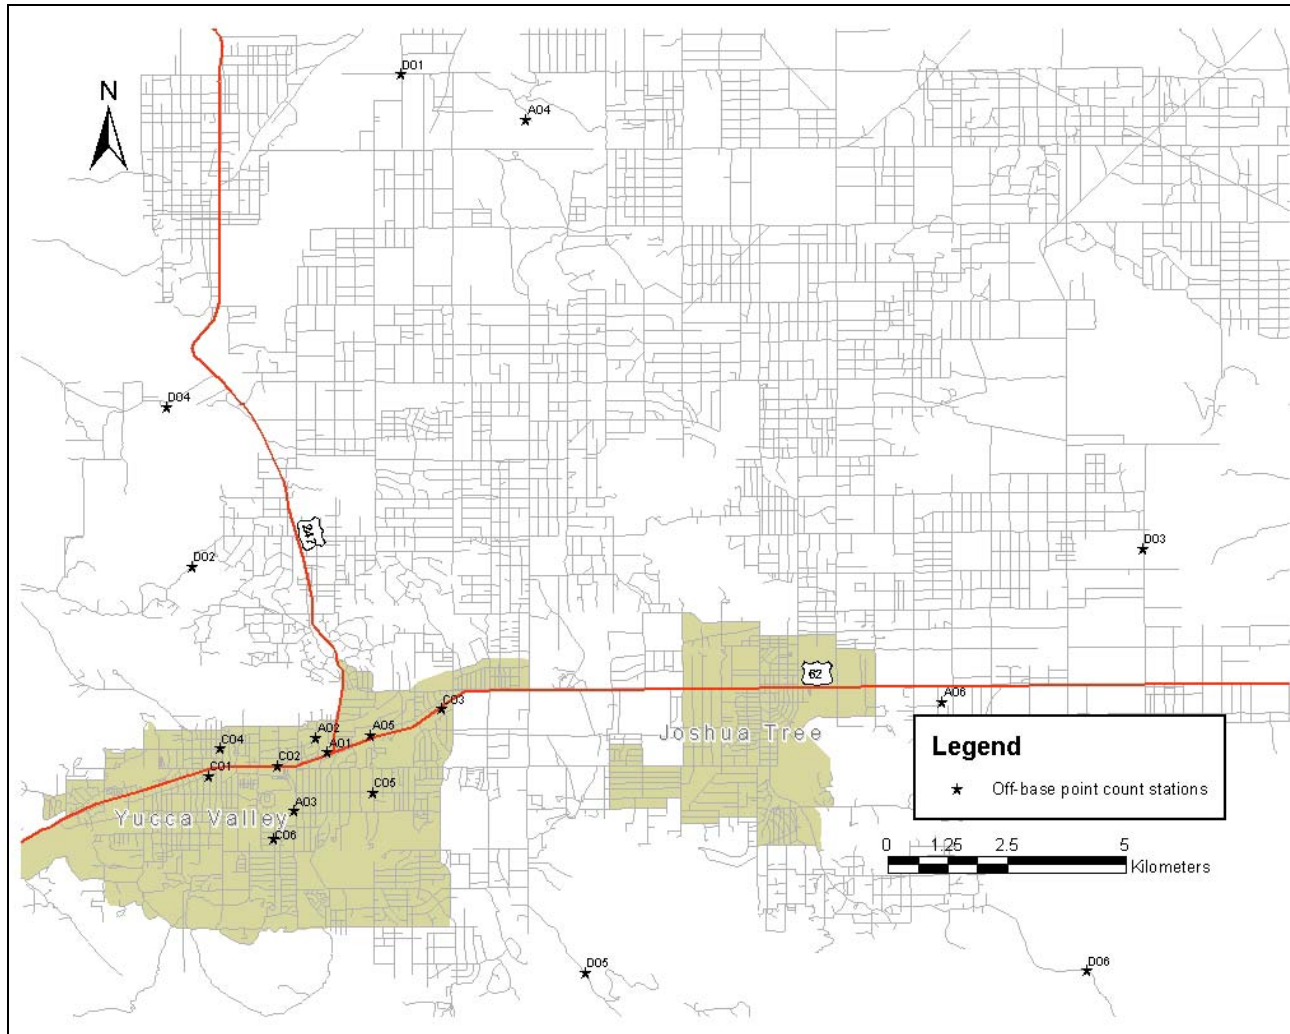 D01
A04
N
D04
247
D03
D02
62
A06
C03
A05
A02
Joshua Tree
C04
A01
C02
C01
C05
A03
Yucca Valley
C06
Legend
Off-base point count stations
0 1.25 2.5 5
Kilometers
D05
D06